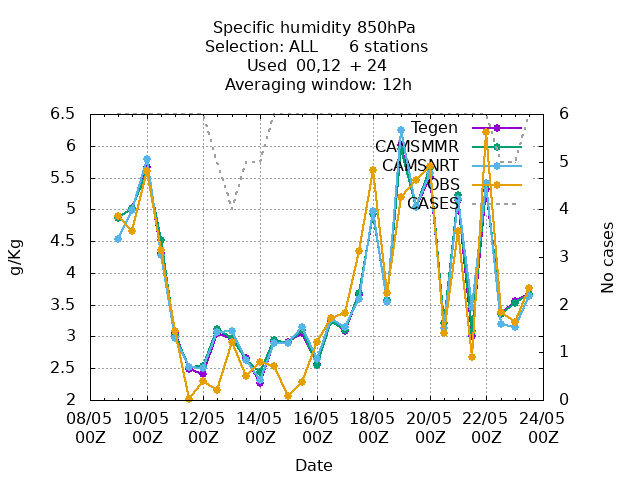 Specific humidity 850hPa
Selection: ALL 6 stations
Used 00,12 + 24
Averaging window: 12h
6.5
6
5.5
5
4.5
4
3.5
3
2.5
2
g/Kg
6
5
4
3
2
1
0
No cases
Tegen
CAMSMMR
CAMSNRT
OBS
CASES
08/05 10/05 12/05 14/05 16/05 18/05 20/05 22/05 24/05
00Z 00Z 00Z 00Z 00Z 00Z 00Z 00Z 00Z
Date